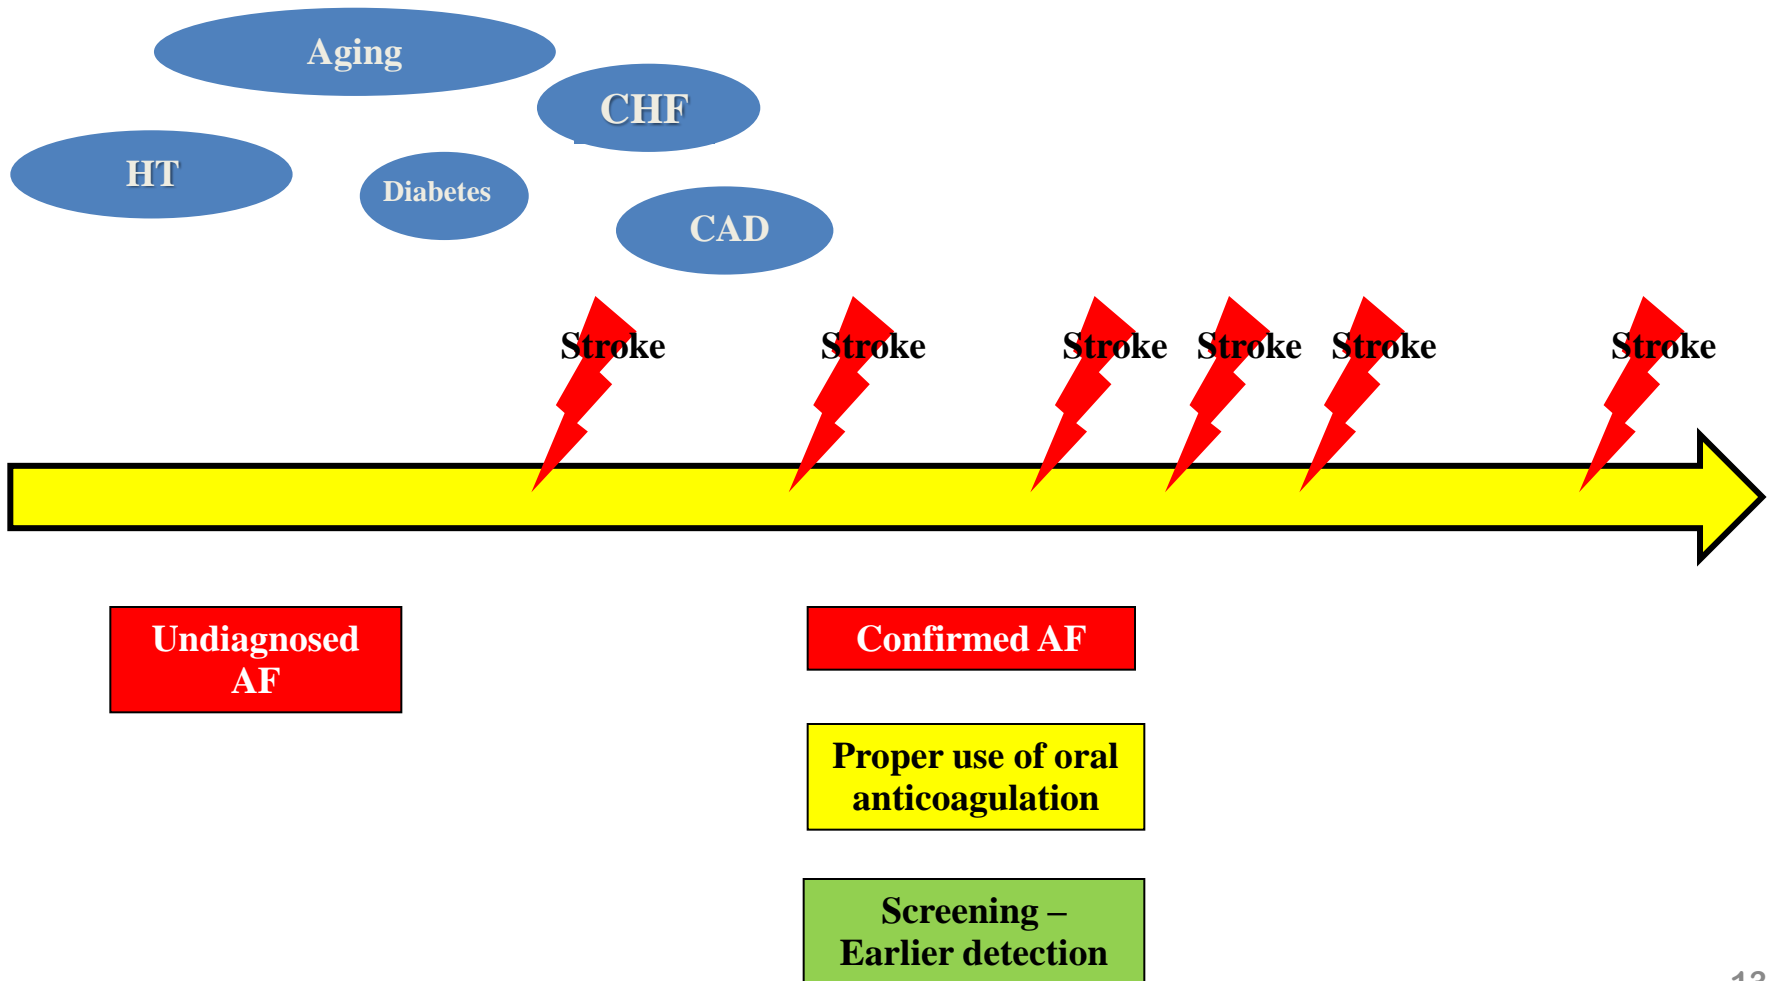 Aging
CHF
HT
Diabetes
CAD
Stroke
Stroke
Stroke
Stroke
Stroke
Stroke
Undiagnosed
AF
Confirmed AF
Proper use of oral
anticoagulation
Screening –
Earlier detection